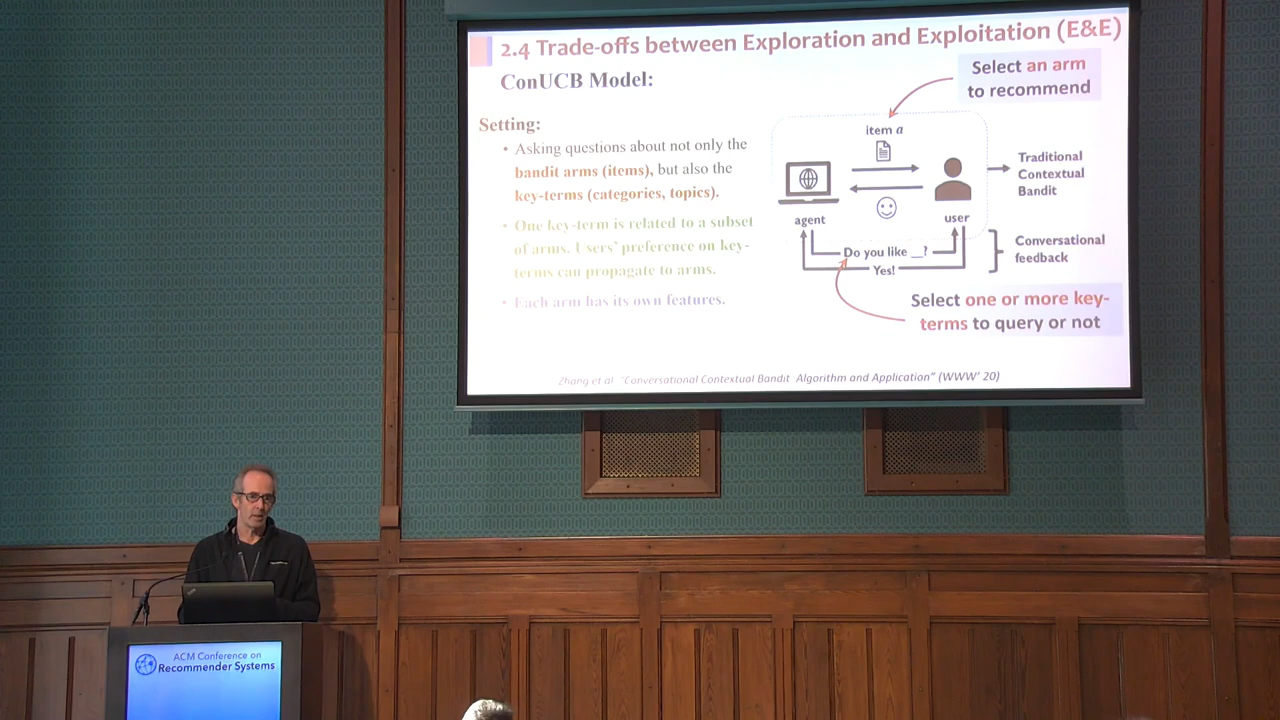 2.4 Trade-offs between Exploration and Exploitation (E&E)
ConUCB Model:
Select an arm
to recommend
Setting:
• Asking questions about not only the
bandit arms (items), but also the
key-terms (categories, topics).
• One key-term is related to a subset
of arms. Users' preference on key-
terms can propagate to arms.
• Each arm has its own features.
item a
agent
user
Traditional
Contextual
Bandit
Do you like __?
Yes!
Conversational
feedback
Select one or more key-
terms to query or not
Zhang et al "Conversational Contextual Bandit Algorithm and Application" (WWW' 20)
ACM Conference on
Recommender Systems